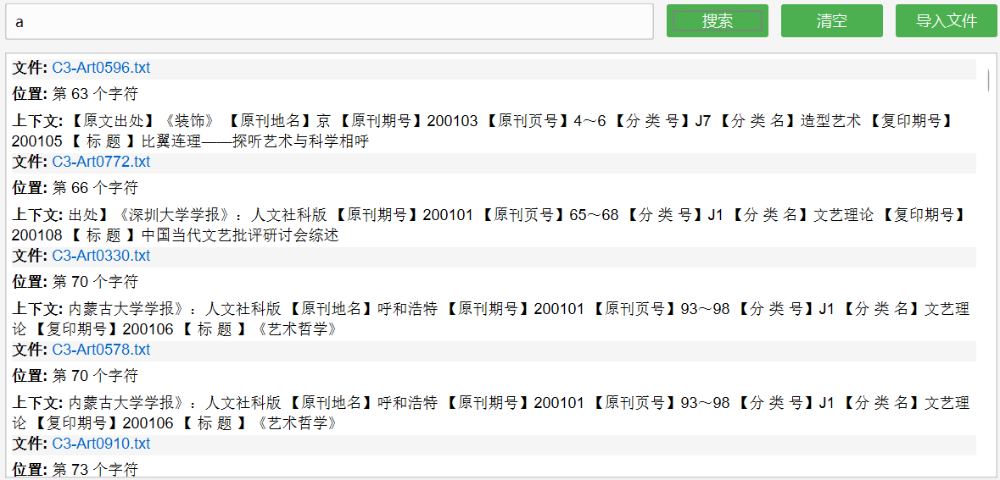 a
搜索
清空
导入文件
文件: C3-Art0596.txt
位置: 第 63 个字符
上下文: 【原文出处】《装饰》 【原刊地名】京 【原刊期号】200103 【原刊页号】4～6 【分 类 号】J7 【分 类 名】造型艺术 【复印期号】
200105 【 标 题 】比翼连理——探听艺术与科学相呼
文件: C3-Art0772.txt
位置: 第 66 个字符
上下文: 出处】《深圳大学学报》：人文社科版 【原刊期号】200101 【原刊页号】65～68 【分 类 号】J1 【分 类 名】文艺理论 【复印期号】
200108 【 标 题 】中国当代文艺批评研讨会综述
文件: C3-Art0330.txt
位置: 第 70 个字符
上下文: 内蒙古大学学报》：人文社科版 【原刊地名】呼和浩特 【原刊期号】200101 【原刊页号】93～98 【分 类 号】J1 【分 类 名】文艺理
论 【复印期号】200106 【 标 题 】《艺术哲学》
文件: C3-Art0578.txt
位置: 第 70 个字符
上下文: 内蒙古大学学报》：人文社科版 【原刊地名】呼和浩特 【原刊期号】200101 【原刊页号】93～98 【分 类 号】J1 【分 类 名】文艺理
论 【复印期号】200106 【 标 题 】《艺术哲学》
文件: C3-Art0910.txt
位置: 第 73 个字符